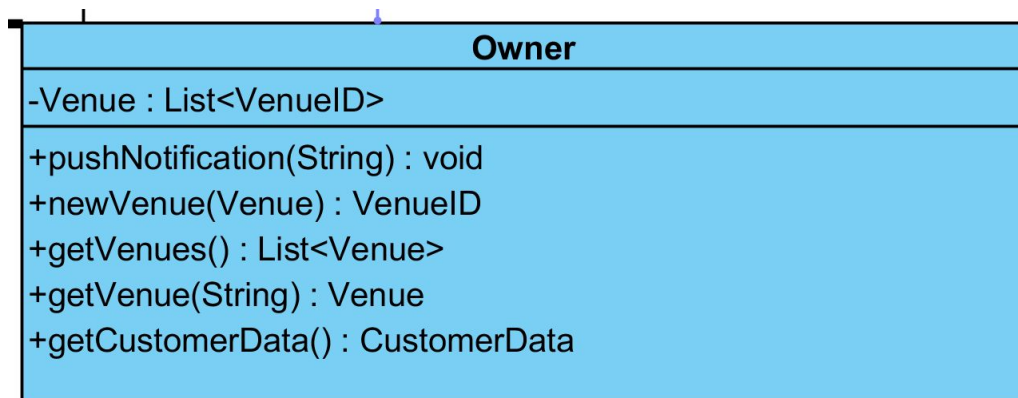 Owner
-Venue : List<VenueID>
+pushNotification(String) : void
+newVenue(Venue) : VenueID
+getVenues() : List<Venue>
+getVenue(String) : Venue
+getCustomerData() : CustomerData